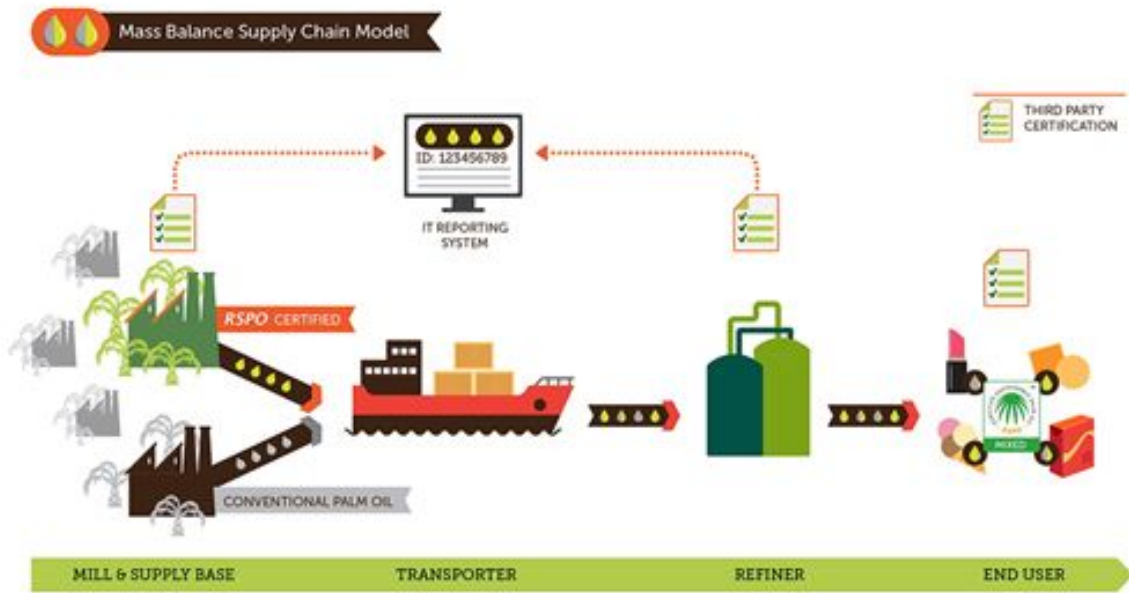 Mass Balance Supply Chain Model
THIRD PARTY
CERTIFICATION
ID: 123456789
IT REPORTING
SYSTEM
RSPO CERTIFIED
CONVENTIONAL PALM OIL
MIXED
MILL & SUPPLY BASE
TRANSPORTER
REFINER
END USER